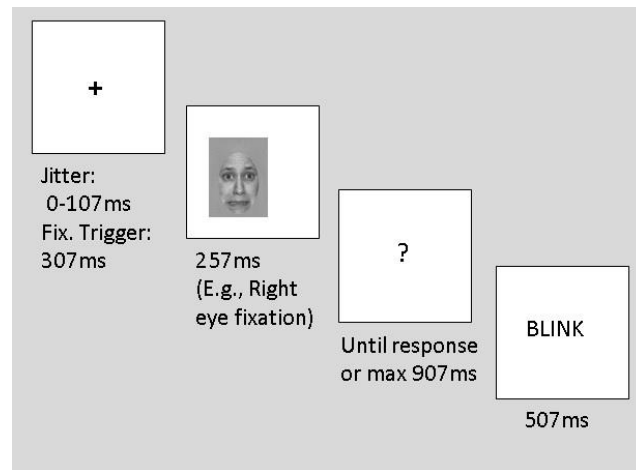 +
Jitter:
0-107ms
Fix. Trigger:
307ms
257ms
(E.g., Right
eye fixation)
?
Until response
or max 907ms
BLINK
507ms